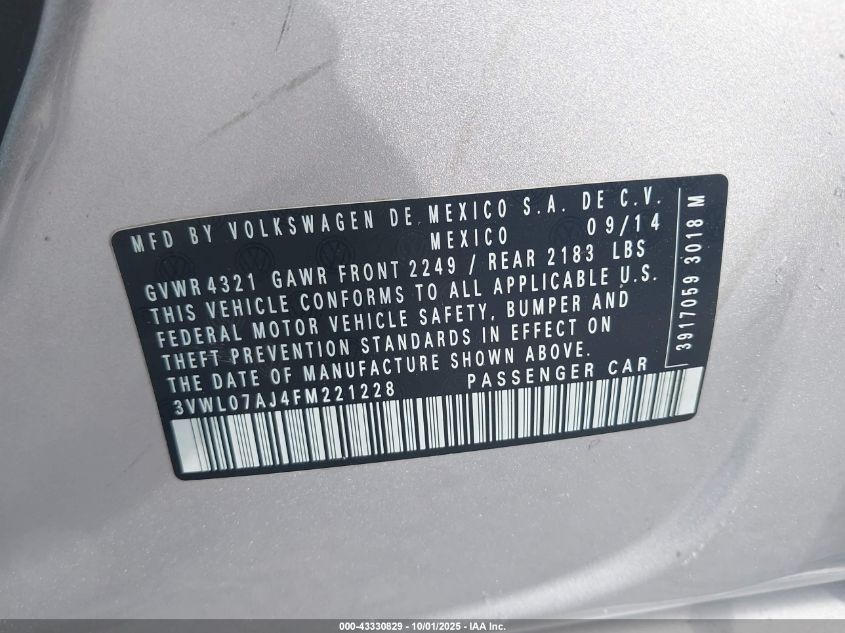 MFD BY VOLKSWAGEN DE MEXICO S.A. DE C.V.
MEXICO 09/14
GVWR 4321 GAWR FRONT 2249 / REAR 2183 LBS
THIS VEHICLE CONFORMS TO ALL APPLICABLE U.S.
FEDERAL MOTOR VEHICLE SAFETY, BUMPER AND
THEFT PREVENTION STANDARDS IN EFFECT ON
THE DATE OF MANUFACTURE SHOWN ABOVE.
3VWL07AJ4FM221228 PASSENGER CAR
3917059 3018 M
000-43330829 - 10/01/2025 - IAA Inc.